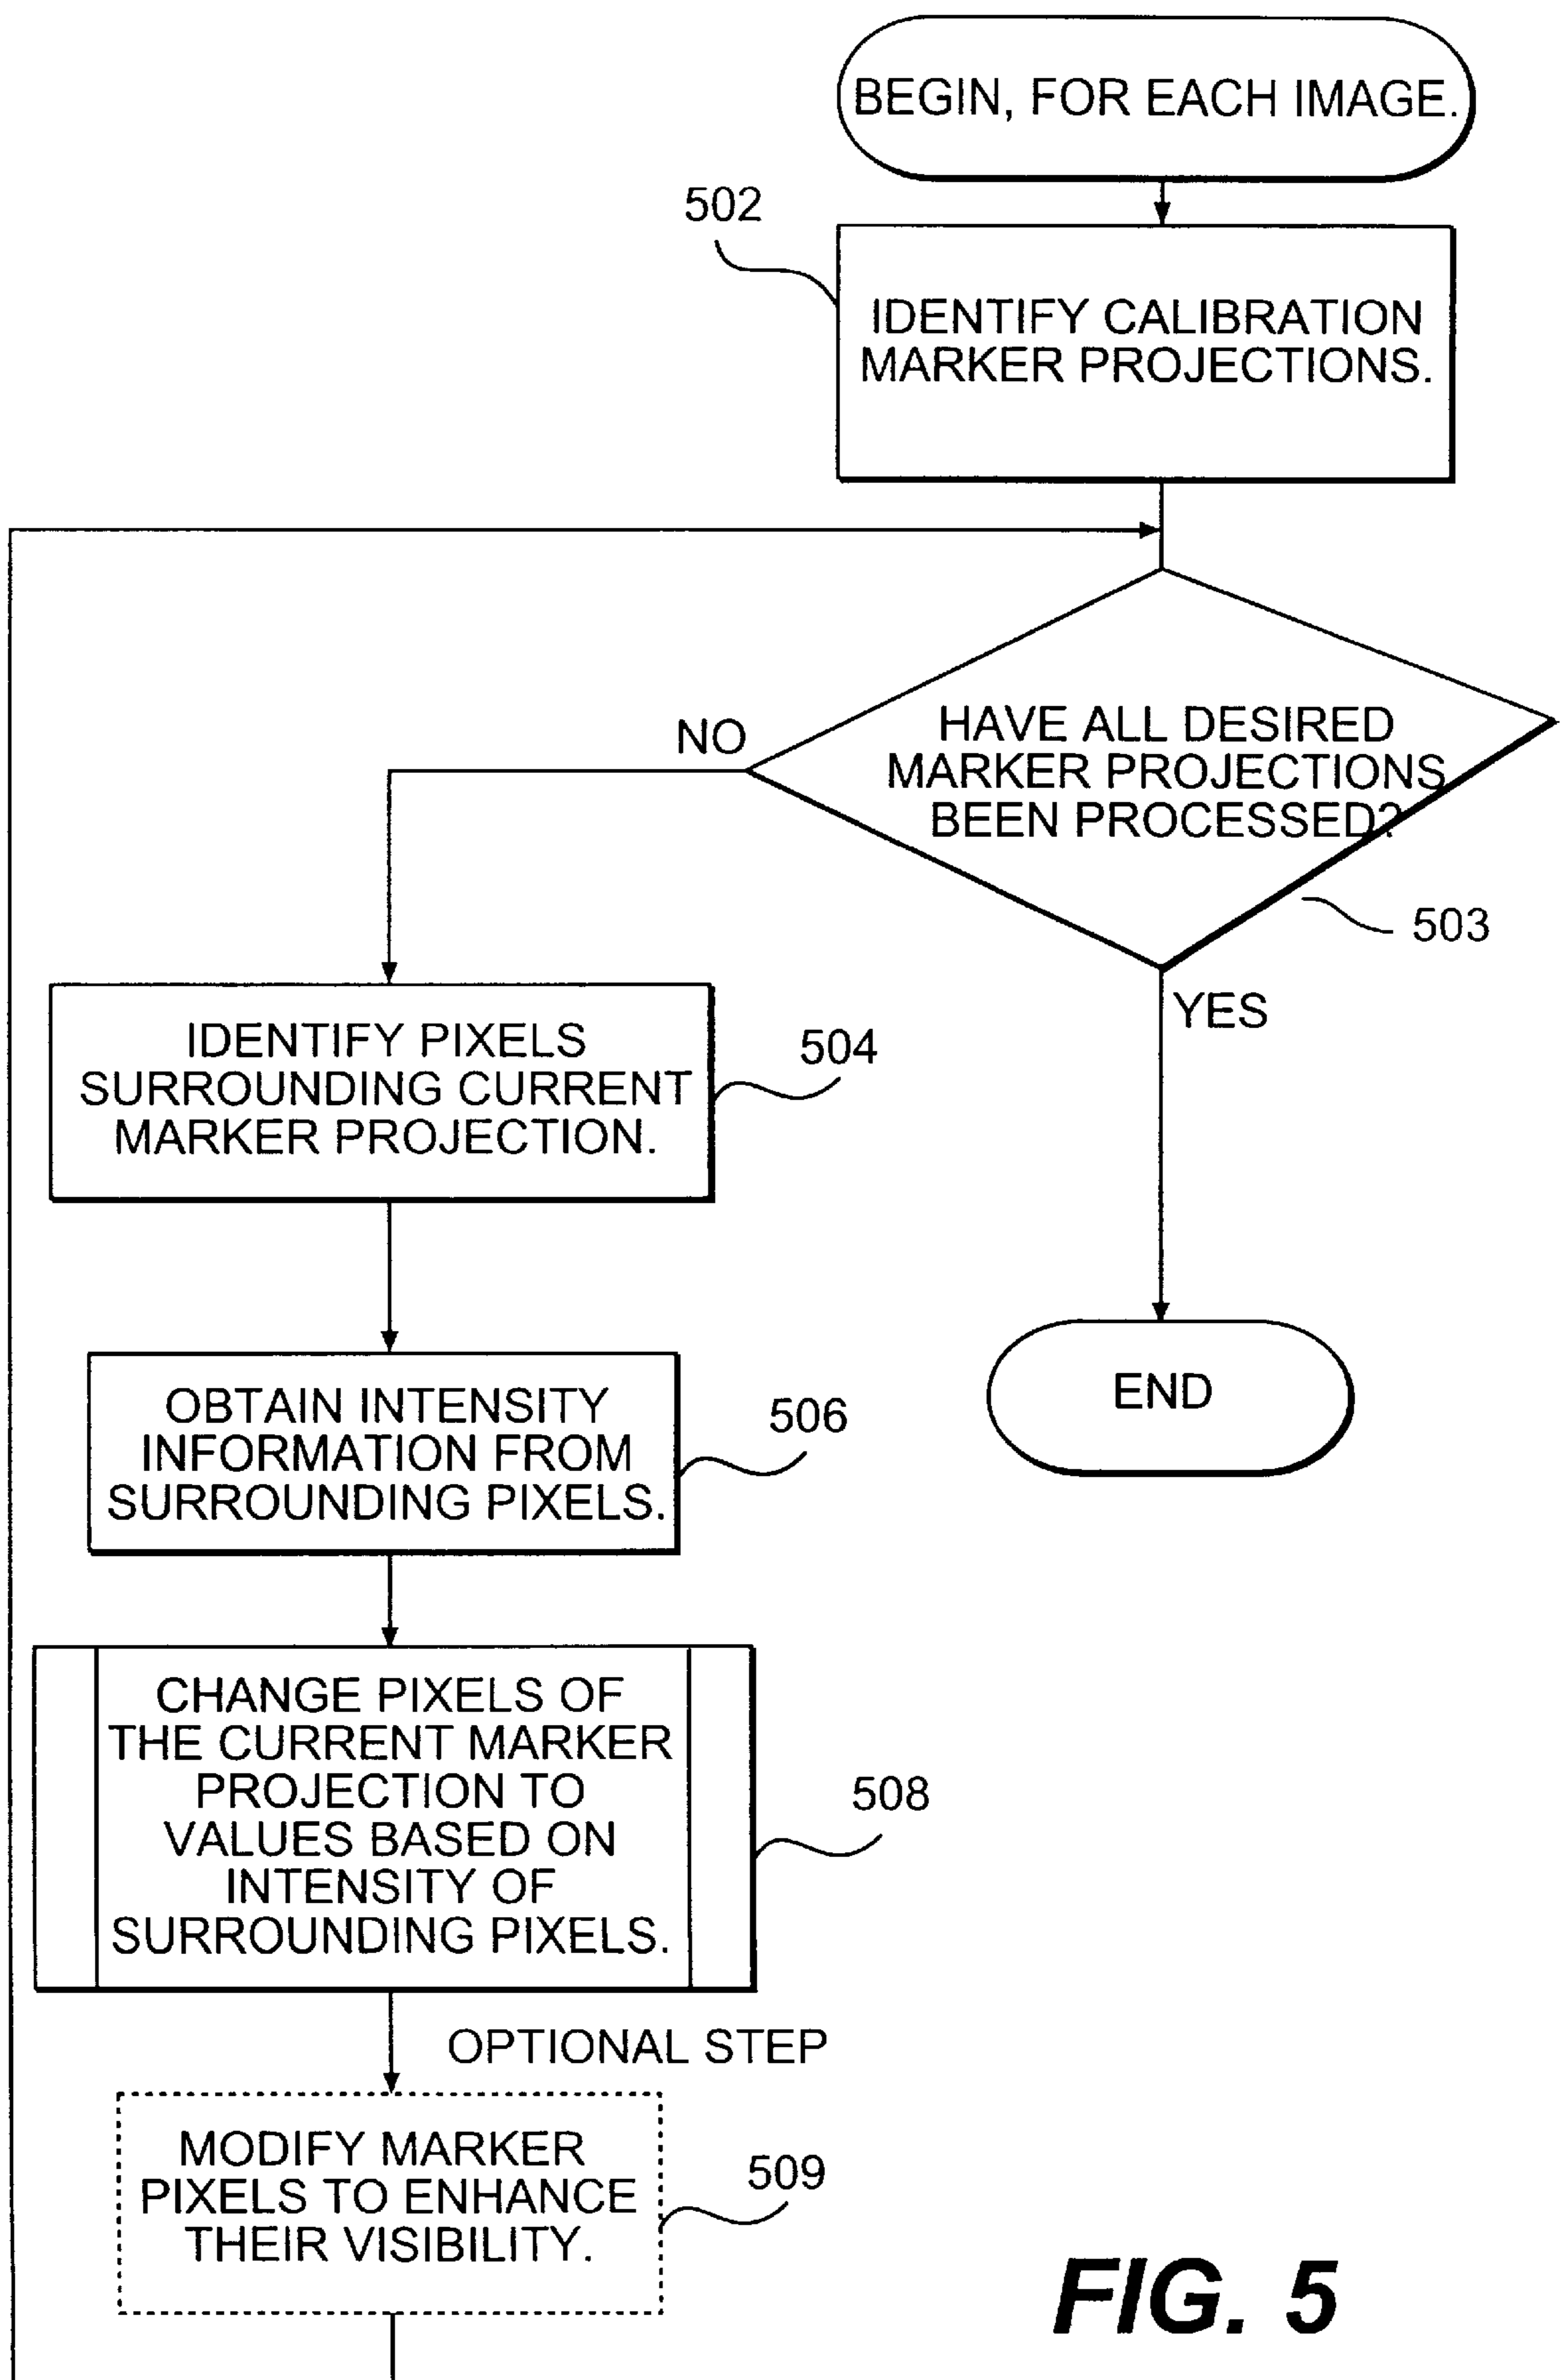 BEGIN, FOR EACH IMAGE.
502
IDENTIFY CALIBRATION
MARKER PROJECTIONS.
NO
HAVE ALL DESIRED
MARKER PROJECTIONS
BEEN PROCESSED?
503
YES
IDENTIFY PIXELS
SURROUNDING CURRENT
MARKER PROJECTION.
504
END
OBTAIN INTENSITY
INFORMATION FROM
SURROUNDING PIXELS.
506
CHANGE PIXELS OF
THE CURRENT MARKER
PROJECTION TO
VALUES BASED ON
INTENSITY OF
SURROUNDING PIXELS.
508
OPTIONAL STEP
MODIFY MARKER
PIXELS TO ENHANCE
THEIR VISIBILITY.
509
FIG. 5